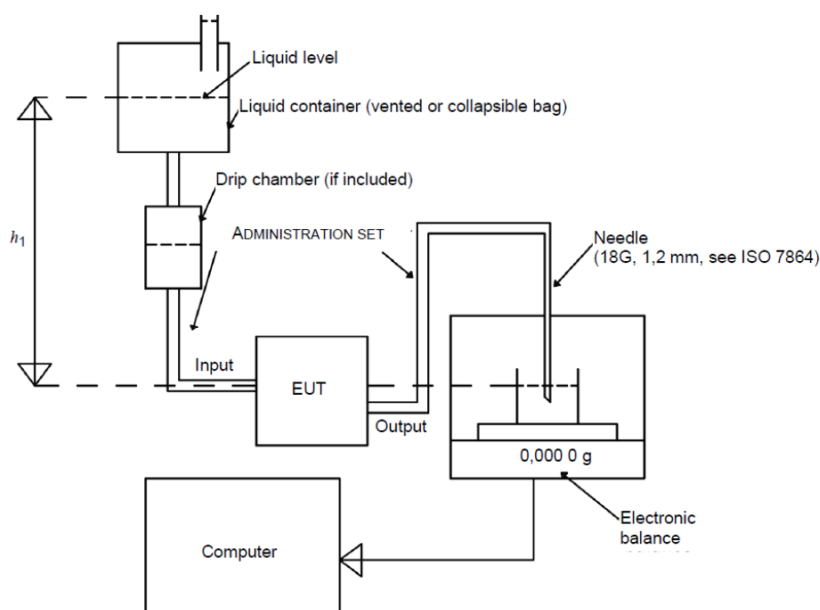 Liquid level
Liquid container (vented or collapsible bag)
Drip chamber (if included)
ADMINISTRATION SET
h₁
Needle
(18G, 1,2 mm, see ISO 7864)
Input
EUT
Output
0,000 0 g
Electronic
balance
Computer